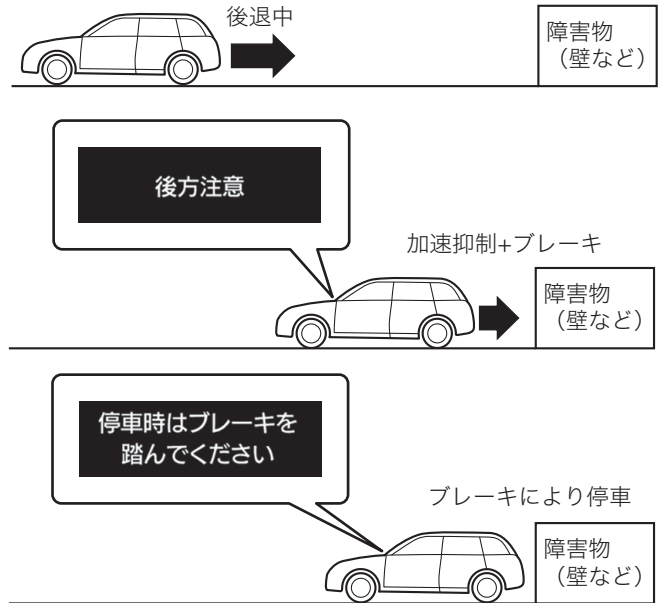 後退中
障害物
（壁など）
後方注意
加速抑制+ブレーキ
障害物
（壁など）
停車時はブレーキを
踏んでください
ブレーキにより停車
障害物
（壁など）